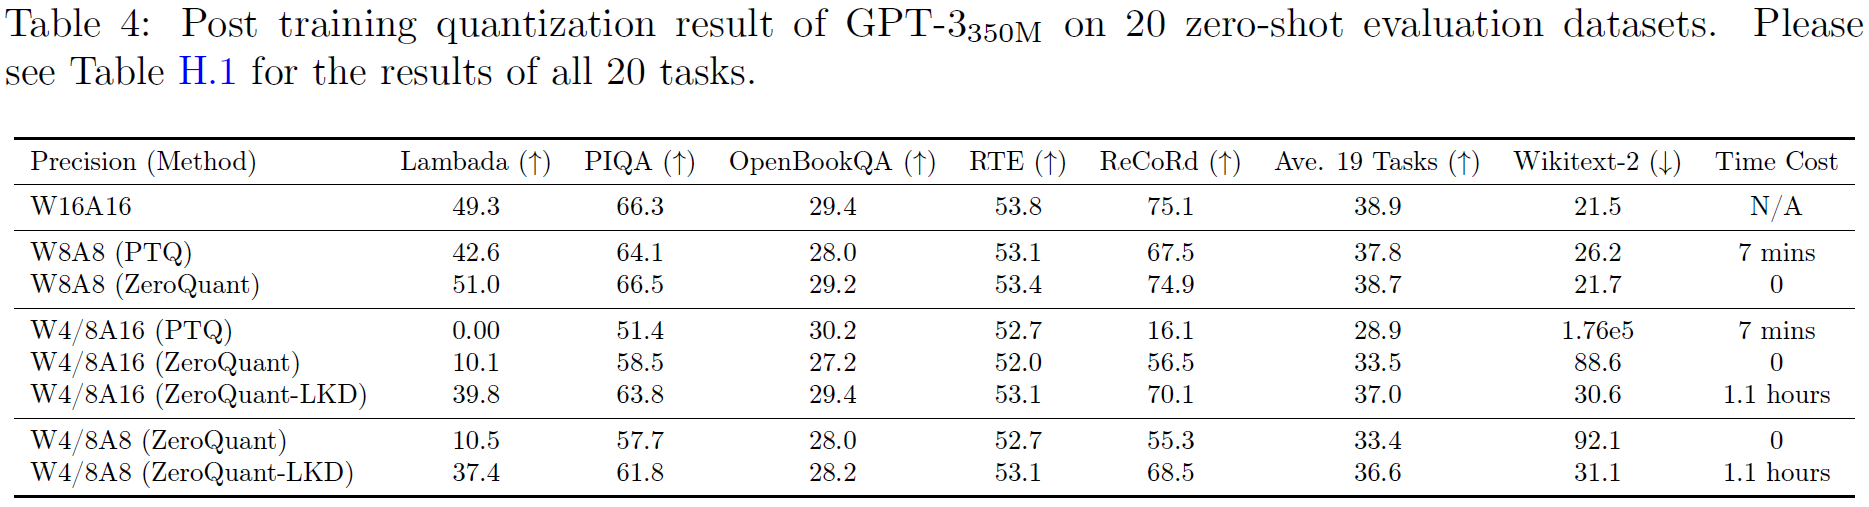 Table 4: Post training quantization result of GPT-3350M on 20 zero-shot evaluation datasets. Please
see Table H.1 for the results of all 20 tasks.
Precision (Method) Lambada (↑) PIQA (↑) OpenBookQA (↑) RTE (↑) ReCoRd (↑) Ave. 19 Tasks (↑) Wikitext-2 (↓) Time Cost
W16A16 49.3 66.3 29.4 53.8 75.1 38.9 21.5 N/A
W8A8 (PTQ) 42.6 64.1 28.0 53.1 67.5 37.8 26.2 7 mins
W8A8 (ZeroQuant) 51.0 66.5 29.2 53.4 74.9 38.7 21.7 0
W4/8A16 (PTQ) 0.00 51.4 30.2 52.7 16.1 28.9 1.76e5 7 mins
W4/8A16 (ZeroQuant) 10.1 58.5 27.2 52.0 56.5 33.5 88.6 0
W4/8A16 (ZeroQuant-LKD) 39.8 63.8 29.4 53.1 70.1 37.0 30.6 1.1 hours
W4/8A8 (ZeroQuant) 10.5 57.7 28.0 52.7 55.3 33.4 92.1 0
W4/8A8 (ZeroQuant-LKD) 37.4 61.8 28.2 53.1 68.5 36.6 31.1 1.1 hours